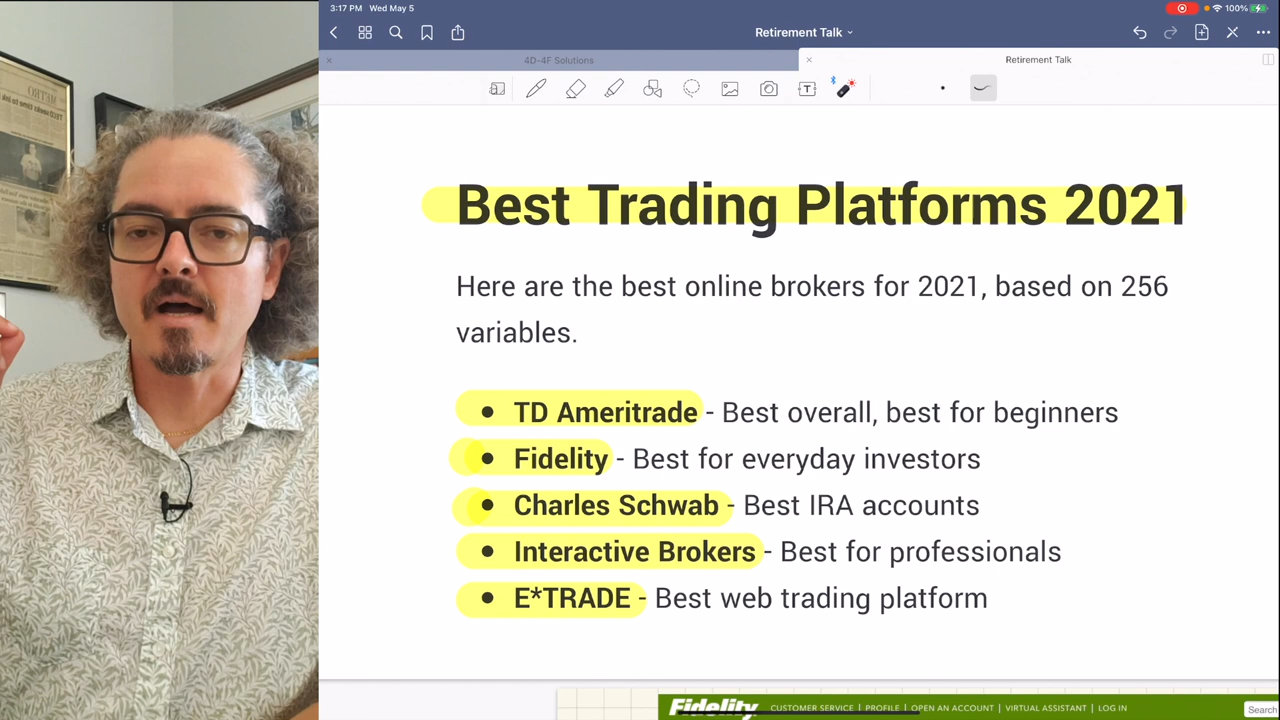 3:17 PM Wed May 5
100%
Retirement Talk
4D-4F Solutions
Retirement Talk
T
METRO
Best Trading Platforms 2021
Here are the best online brokers for 2021, based on 256
variables.
• TD Ameritrade - Best overall, best for beginners
• Fidelity - Best for everyday investors
• Charles Schwab - Best IRA accounts
• Interactive Brokers - Best for professionals
• E*TRADE - Best web trading platform
Fidelity CUSTOMER SERVICE | PROFILE | OPEN AN ACCOUNT | VIRTUAL ASSISTANT | LOG IN
Search